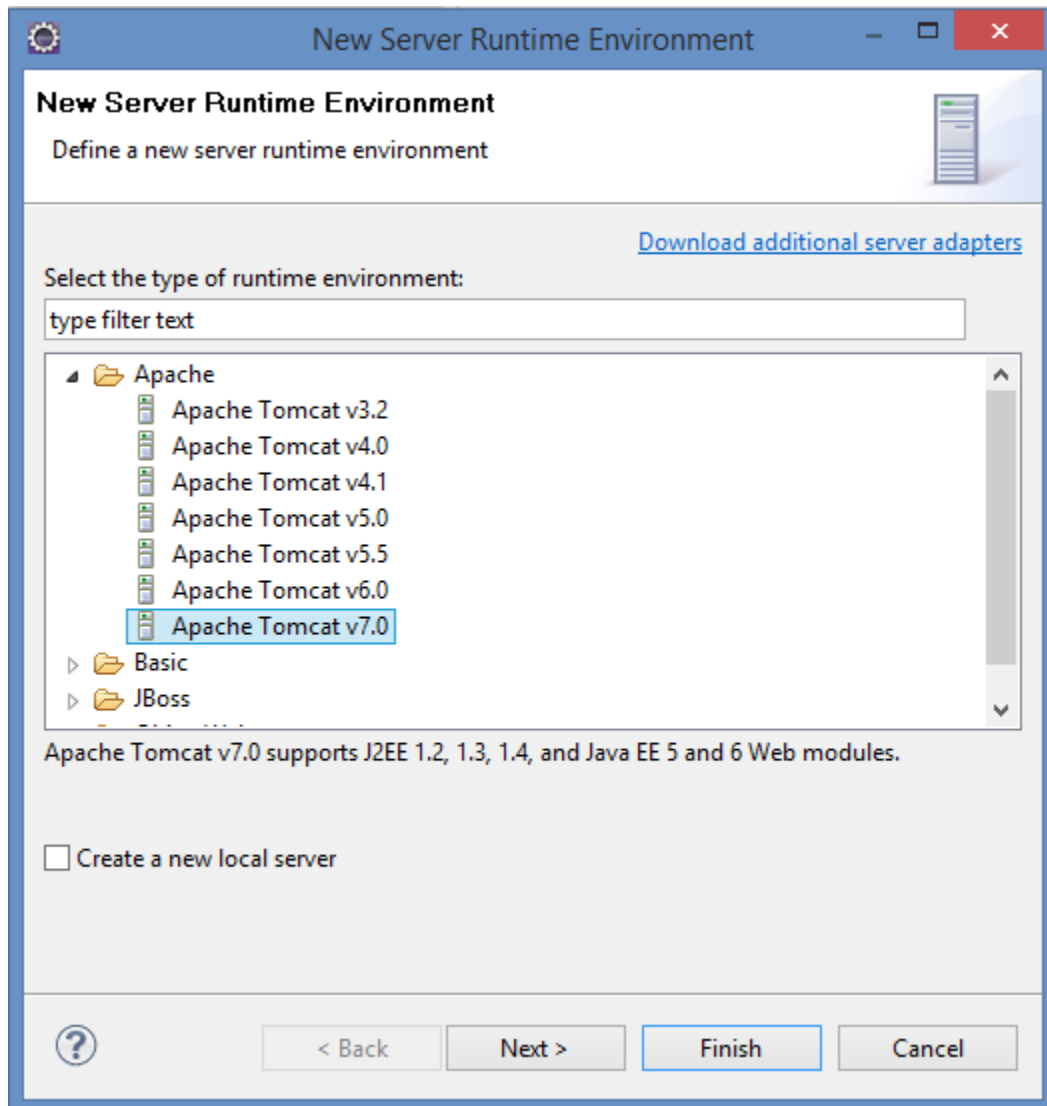 New Server Runtime Environment
New Server Runtime Environment
Define a new server runtime environment
Download additional server adapters
Select the type of runtime environment:
type filter text
Apache
Apache Tomcat v3.2
Apache Tomcat v4.0
Apache Tomcat v4.1
Apache Tomcat v5.0
Apache Tomcat v5.5
Apache Tomcat v6.0
Apache Tomcat v7.0
Basic
JBoss
Apache Tomcat v7.0 supports J2EE 1.2, 1.3, 1.4, and Java EE 5 and 6 Web modules.
Create a new local server
? < Back Next > Finish Cancel